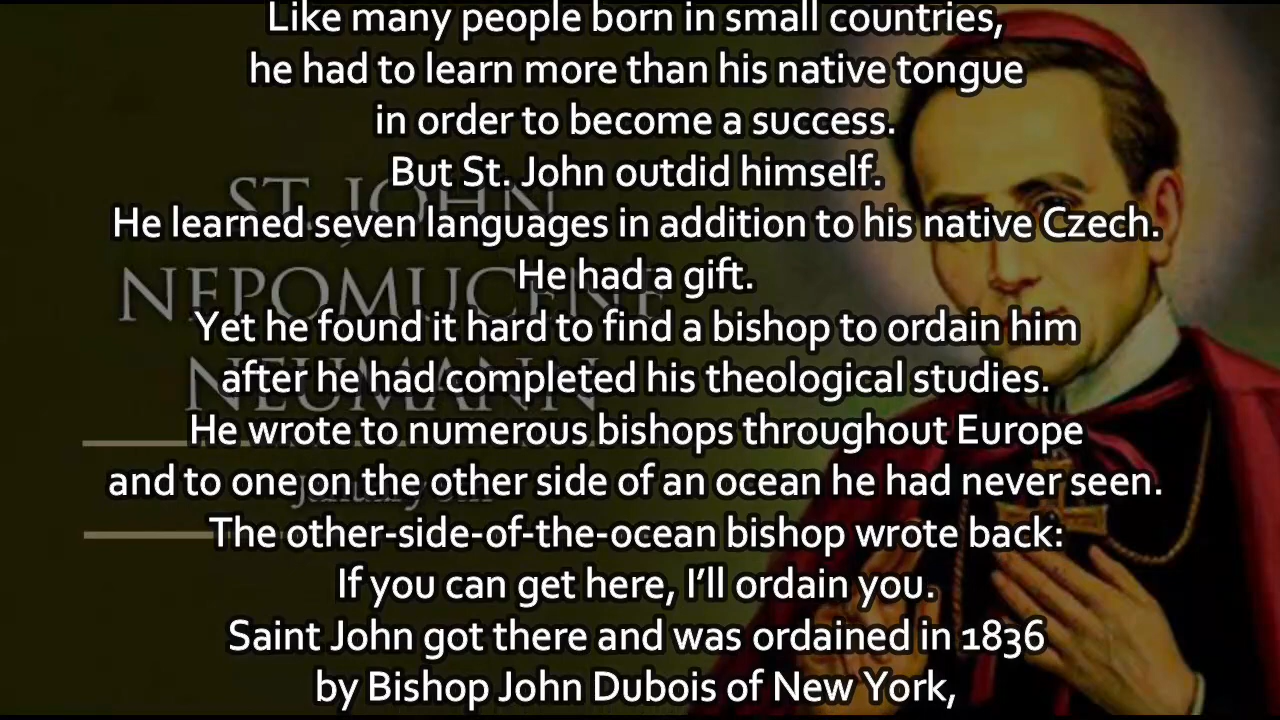 Like many people born in small countries,
he had to learn more than his native tongue
in order to become a success.
But St. John outdid himself.
He learned seven languages in addition to his native Czech.
He had a gift.
Yet he found it hard to find a bishop to ordain him
after he had completed his theological studies.
He wrote to numerous bishops throughout Europe
and to one on the other side of an ocean he had never seen.
The other-side-of-the-ocean bishop wrote back:
If you can get here, I’ll ordain you.
Saint John got there and was ordained in 1836
by Bishop John Dubois of New York,
ST. JOHN
NEPOMUCENE
NEUMANN